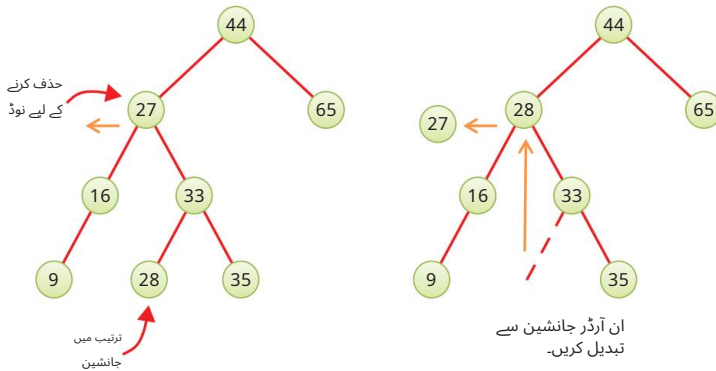 44
حذف کرنے
کے لیے نوڈ
27
65
16
33
9
28
35
ترتیب میں
جانشین
44
27
28
65
16
33
9
35
ان آرڈر جانشین سے
تبدیل کریں۔